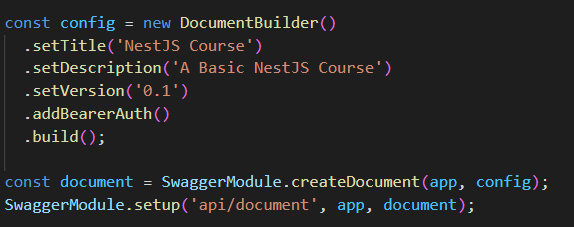 const config = new DocumentBuilder()
  .setTitle('NestJS Course')
  .setDescription('A Basic NestJS Course')
  .setVersion('0.1')
  .addBearerAuth()
  .build();

const document = SwaggerModule.createDocument(app, config);
SwaggerModule.setup('api/document', app, document);